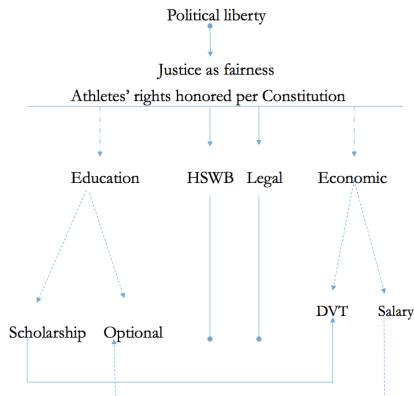 Political liberty
Justice as fairness
Athletes’ rights honored per Constitution
Education HSWB Legal Economic
DVT Salary
Scholarship Optional